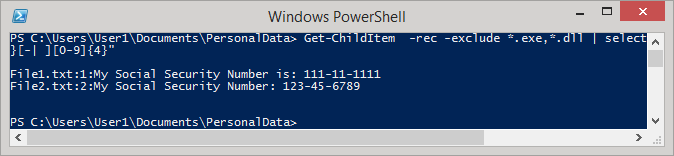 Windows PowerShell
PS C:\Users\User1\Documents\PersonalData> Get-ChildItem  -rec -exclude *.exe,*.dll | select
}[-| ][0-9]{4}"
File1.txt:1:My Social Security Number is: 111-11-1111
File2.txt:2:My Social Security Number: 123-45-6789
PS C:\Users\User1\Documents\PersonalData>